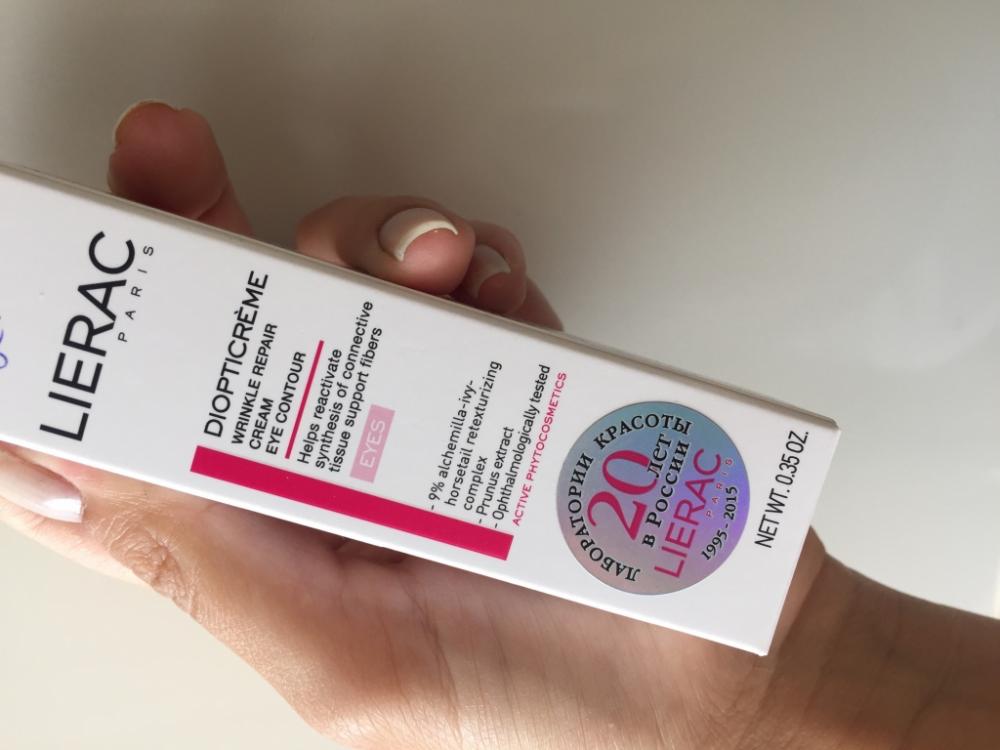 LIERAC
PARIS
DIOPTICRÈME
WRINKLE REPAIR
CREAM
EYE CONTOUR
Helps reactivate
synthesis of connective
tissue support fibers
EYES
- 9% alchemilla-ivy-
horsetail retexturizing
complex
- Prunus extract
- Ophthalmologically tested
ACTIVE PHYTOCOSMETICS
ЛАБОРАТОРИИ КРАСОТЫ
20
лет
в России
LIERAC
PARIS
1995 - 2015
NETWT. 0.35 OZ.